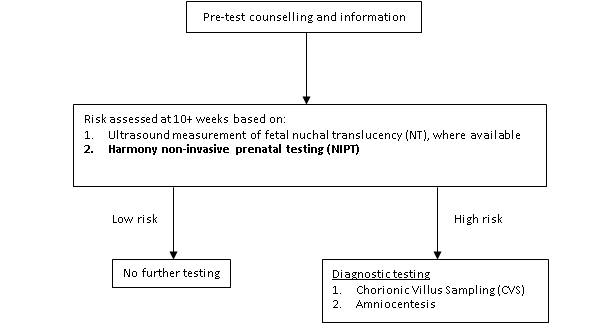 Pre-test counselling and information
Risk assessed at 10+ weeks based on:
1. Ultrasound measurement of fetal nuchal translucency (NT), where available
2. Harmony non-invasive prenatal testing (NIPT)
Low risk
High risk
No further testing
Diagnostic testing
1. Chorionic Villus Sampling (CVS)
2. Amniocentesis